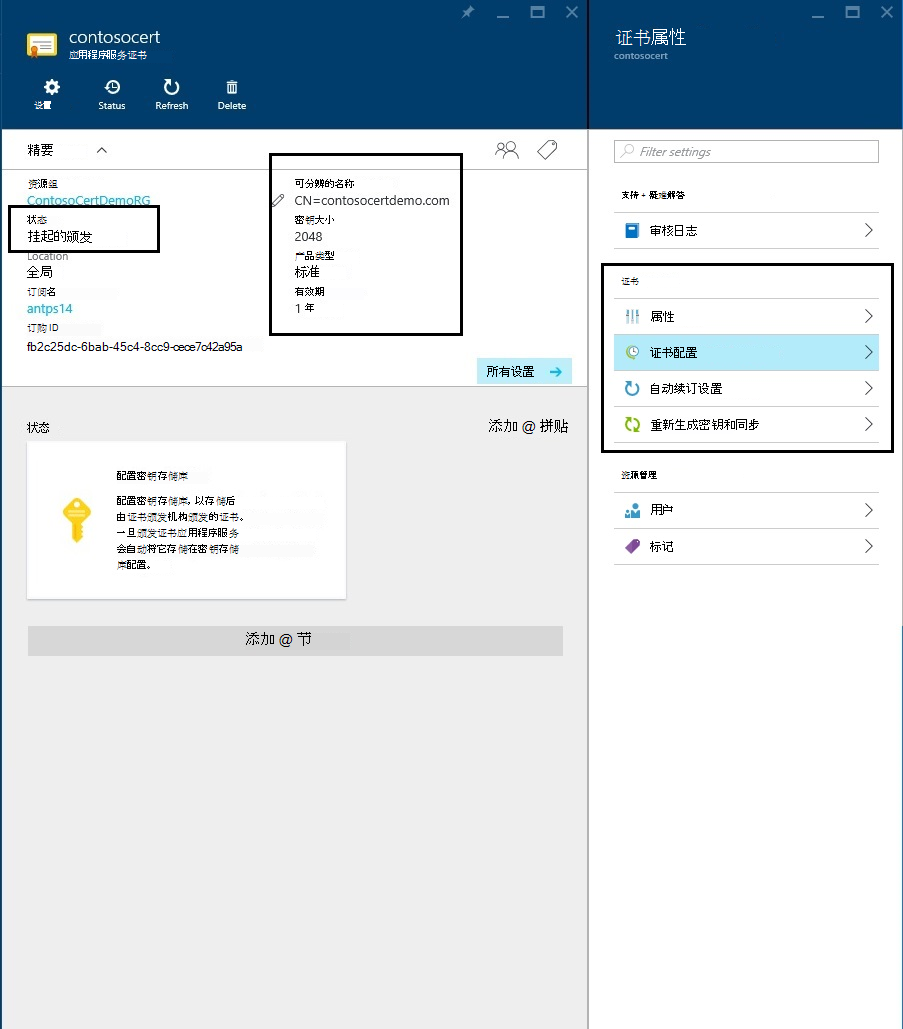 contosocert
应用程序服务证书
设置
Status
Refresh
Delete
精要
资源组
ContosoCertDemoRG
状态
挂起的颁发
Location
全局
订阅名
antps14
订购 ID
fb2c25dc-6bab-45c4-8cc9-cece7c42a95a
可分辨的名称
CN=contosocertdemo.com
密钥大小
2048
产品类型
标准
有效期
1 年
所有设置
状态
添加 @ 拼贴
配置密钥存储库
配置密钥存储库, 以存储后
由证书颁发机构颁发的证书。
一旦颁发证书应用程序服务
会自动将它存储在密钥存储
库配置。
添加 @ 节
证书属性
contosocert
Filter settings
支持 + 疑难解答
审核日志
证书
属性
证书配置
自动续订设置
重新生成密钥和同步
资源管理
用户
标记